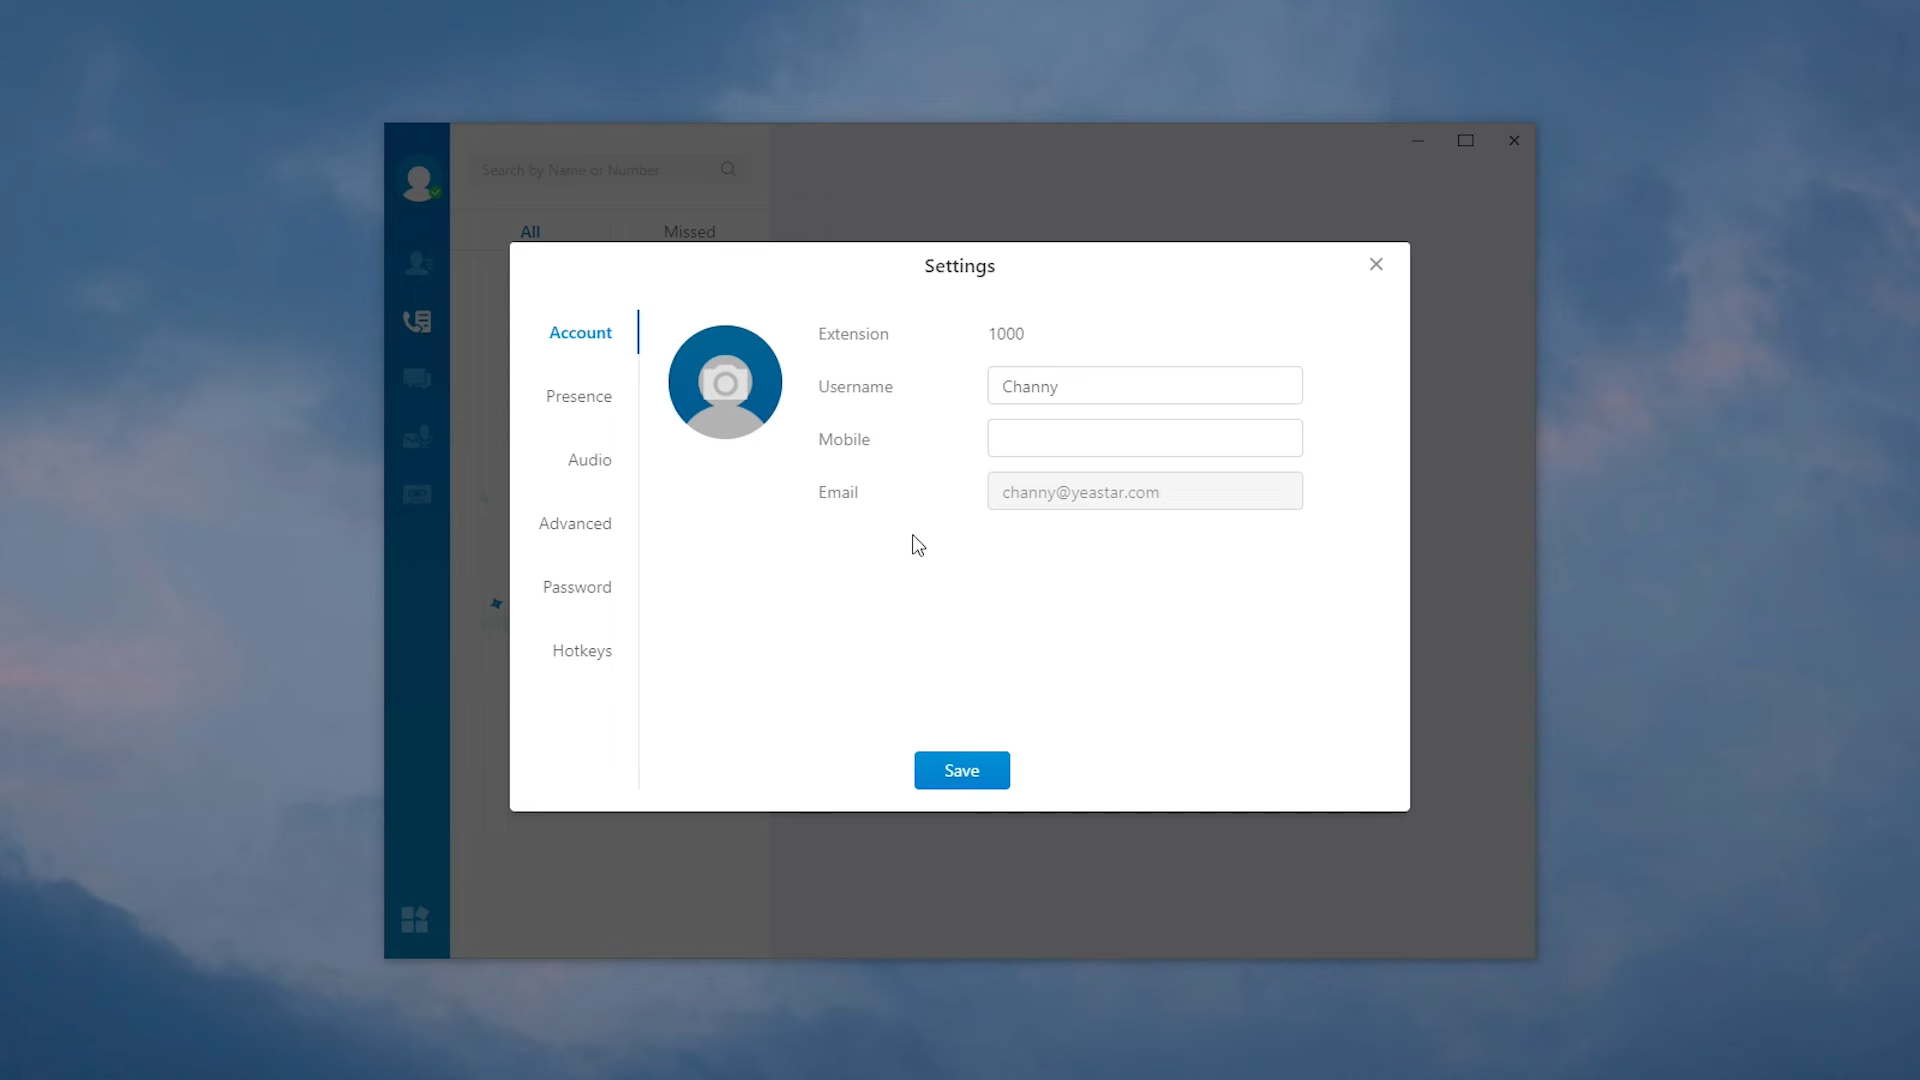 Search by Name or Number
All
Missed
Settings
Account
Presence
Audio
Advanced
Password
Hotkeys
Extension 1000
Username Channy
Mobile
Email channy@yeastar.com
Save